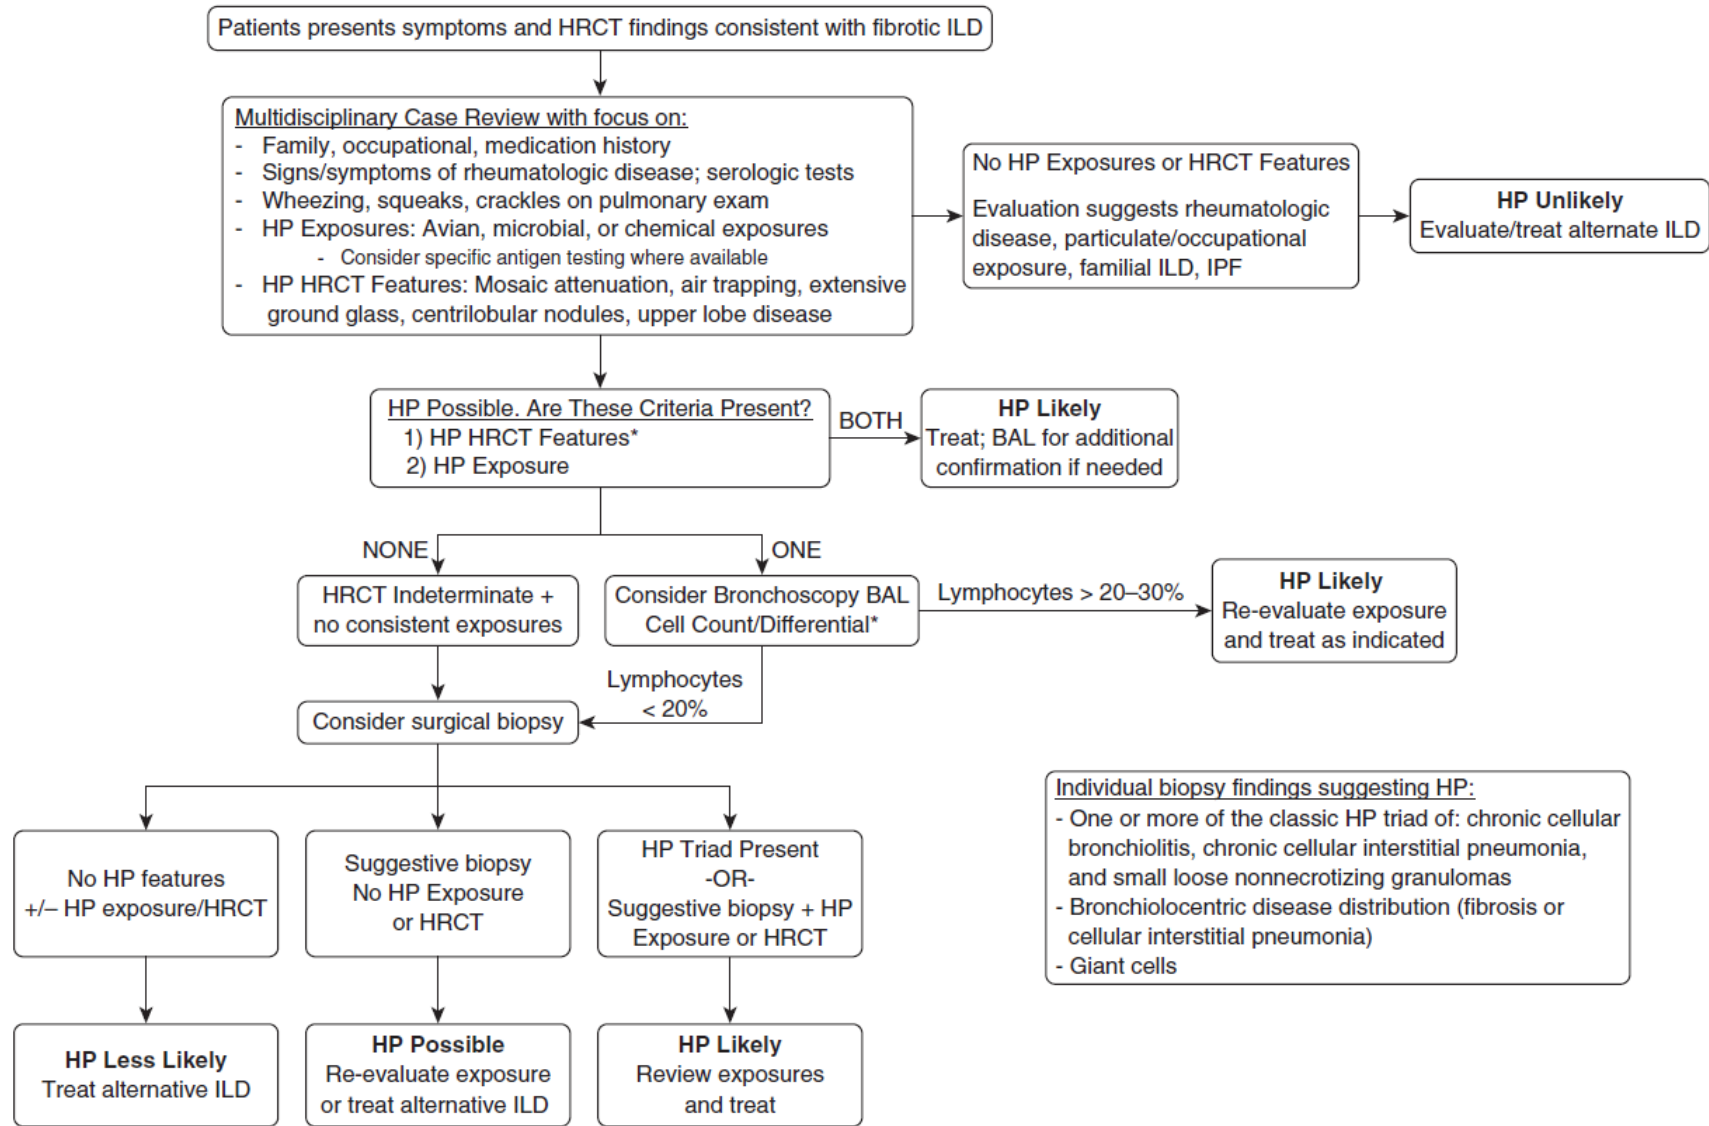 Patients presents symptoms and HRCT findings consistent with fibrotic ILD
Multidisciplinary Case Review with focus on:
- Family, occupational, medication history
- Signs/symptoms of rheumatologic disease; serologic tests
- Wheezing, squeaks, crackles on pulmonary exam
- HP Exposures: Avian, microbial, or chemical exposures
- Consider specific antigen testing where available
- HP HRCT Features: Mosaic attenuation, air trapping, extensive
ground glass, centrilobular nodules, upper lobe disease
No HP Exposures or HRCT Features
Evaluation suggests rheumatologic
disease, particulate/occupational
exposure, familial ILD, IPF
HP Unlikely
Evaluate/treat alternate ILD
HP Possible. Are These Criteria Present?
1) HP HRCT Features*
2) HP Exposure
BOTH
HP Likely
Treat; BAL for additional
confirmation if needed
NONE
ONE
HRCT Indeterminate +
no consistent exposures
Consider Bronchoscopy BAL
Cell Count/Differential*
Lymphocytes > 20–30%
HP Likely
Re-evaluate exposure
and treat as indicated
Lymphocytes
< 20%
Consider surgical biopsy
No HP features
+/– HP exposure/HRCT
Suggestive biopsy
No HP Exposure
or HRCT
HP Triad Present
-OR-
Suggestive biopsy + HP
Exposure or HRCT
Individual biopsy findings suggesting HP:
- One or more of the classic HP triad of: chronic cellular
bronchiolitis, chronic cellular interstitial pneumonia,
and small loose nonnecrotizing granulomas
- Bronchiolocentric disease distribution (fibrosis or
cellular interstitial pneumonia)
- Giant cells
HP Less Likely
Treat alternative ILD
HP Possible
Re-evaluate exposure
or treat alternative ILD
HP Likely
Review exposures
and treat